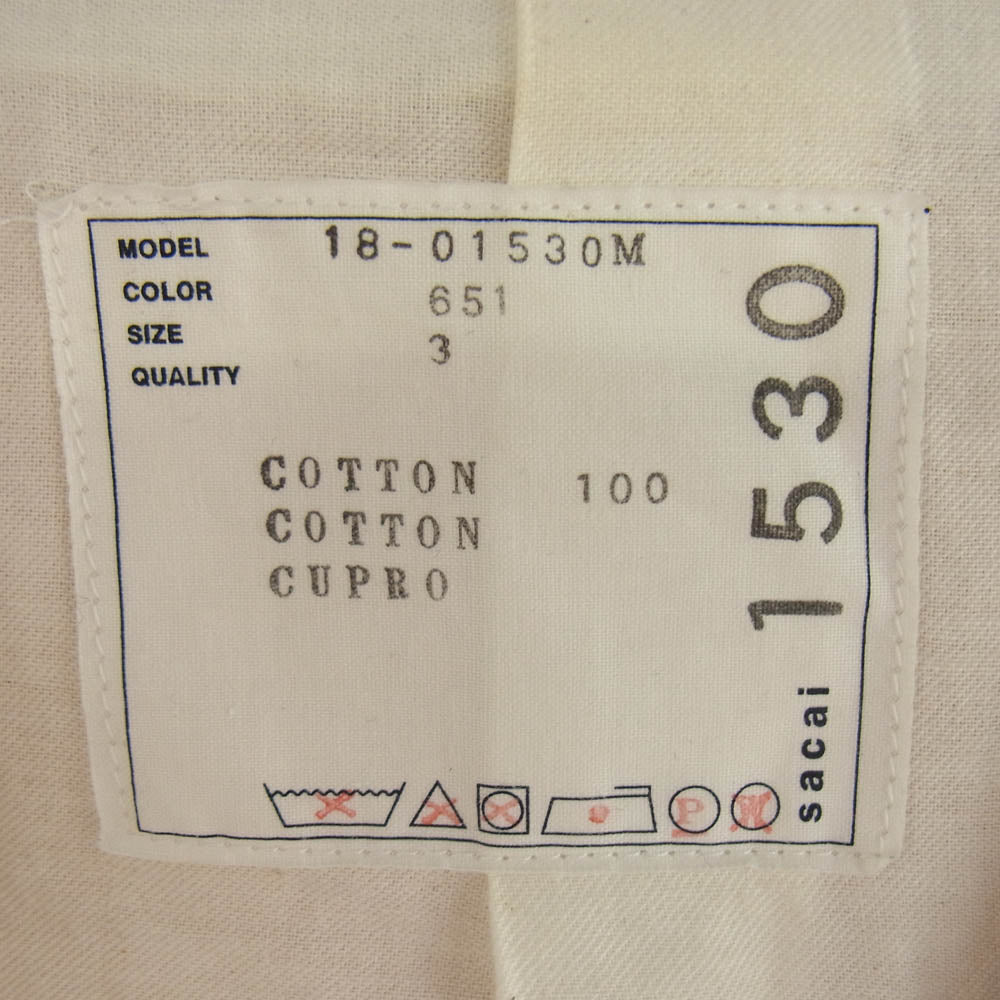 MODEL 18-01530M
COLOR 651
SIZE 3
QUALITY
COTTON 100
COTTON
CUPRO
P W
sacai 1530